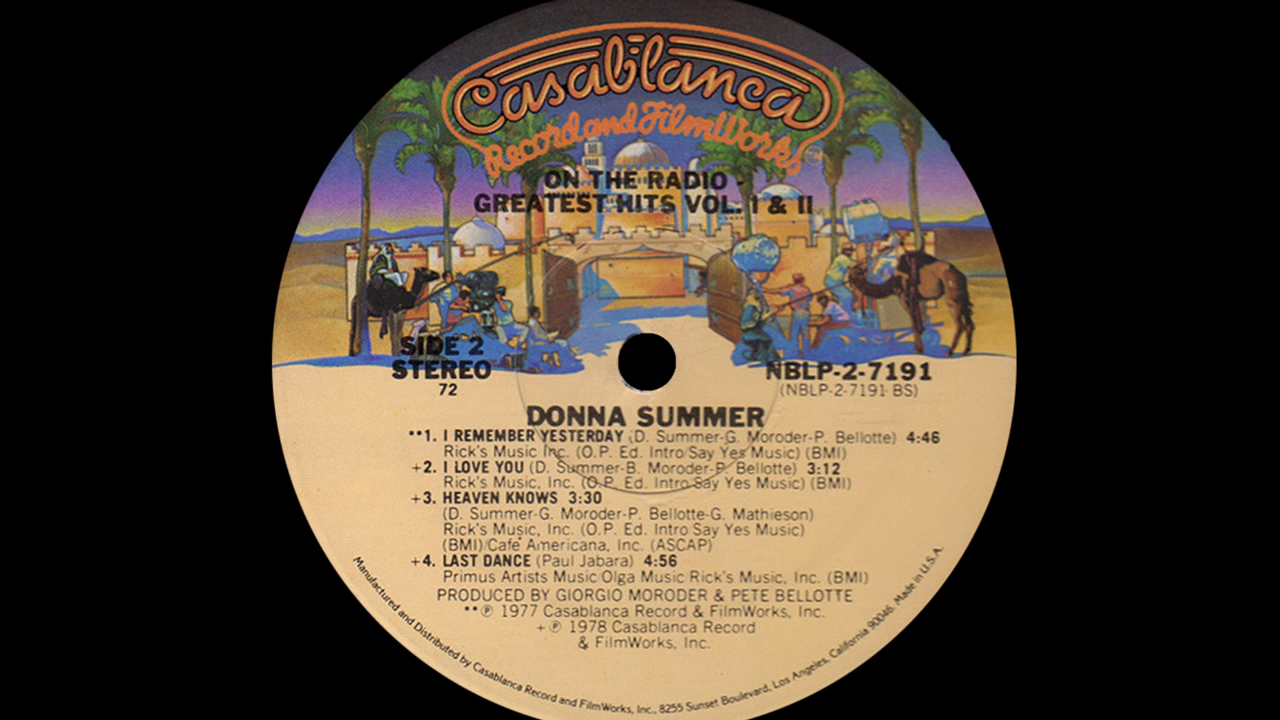 Casablanca
Record and FilmWorks
ON THE RADIO -
GREATEST HITS VOL. I & II
SIDE 2
STEREO
72
NBLP-2-7191
(NBLP-2-7191 BS)
DONNA SUMMER
**1. I REMEMBER YESTERDAY (D. Summer-G. Moroder-P. Bellotte) 4:46
Rick's Music Inc. (O.P. Ed. Intro/Say Yes Music) (BMI)
+2. I LOVE YOU (D. Summer-B. Moroder-P. Bellotte) 3:12
Rick's Music, Inc. (O.P. Ed. Intro/Say Yes Music) (BMI)
+3. HEAVEN KNOWS 3:30
(D. Summer-G. Moroder-P. Bellotte-G. Mathieson)
Rick's Music, Inc. (O.P. Ed. Intro/Say Yes Music)
(BMI)/Café Americana, Inc. (ASCAP)
+4. LAST DANCE (Paul Jabara) 4:56
Primus Artists Music/Olga Music Rick's Music, Inc. (BMI)
PRODUCED BY GIORGIO MORODER & PETE BELLOTTE
**℗ 1977 Casablanca Record & FilmWorks, Inc.
+℗ 1978 Casablanca Record
& FilmWorks, Inc.
Manufactured and Distributed by Casablanca Record and FilmWorks, Inc., 8255 Sunset Boulevard, Los Angeles, California 90046. Made in U.S.A.